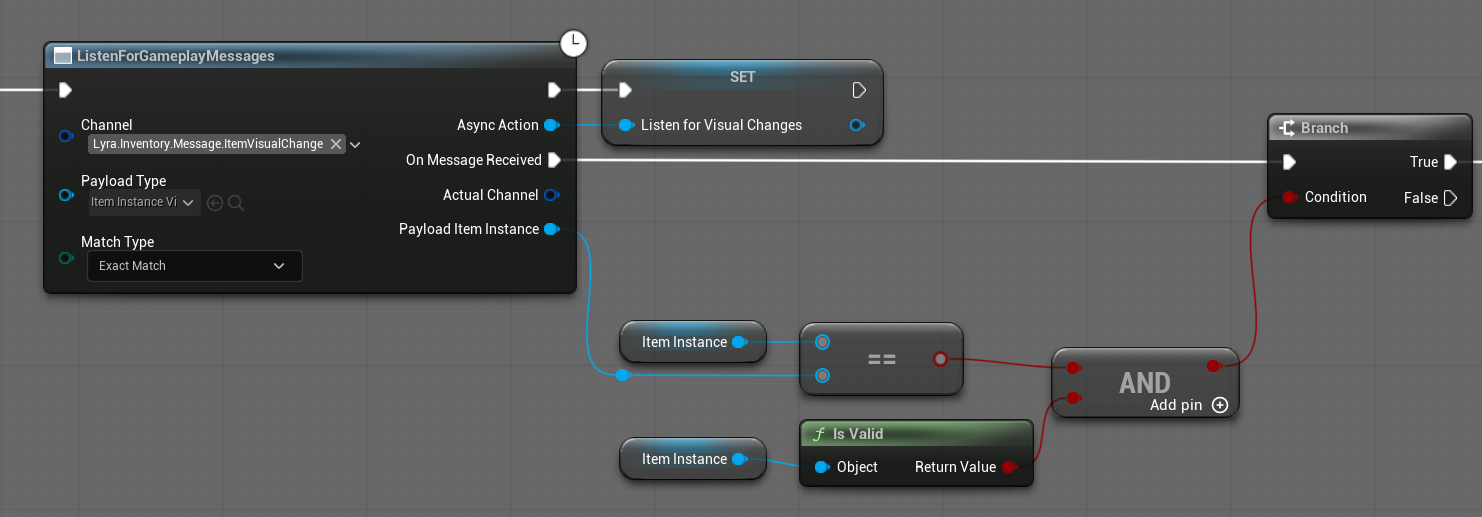 ListenForGameplayMessages
Channel
Lyra.Inventory.Message.ItemVisualChange
Payload Type
Item Instance Vi
Match Type
Exact Match
Async Action
On Message Received
Actual Channel
Payload Item Instance
SET
Listen for Visual Changes
Branch
True
Condition
False
Item Instance
==
AND
Add pin
Item Instance
f Is Valid
Object
Return Value